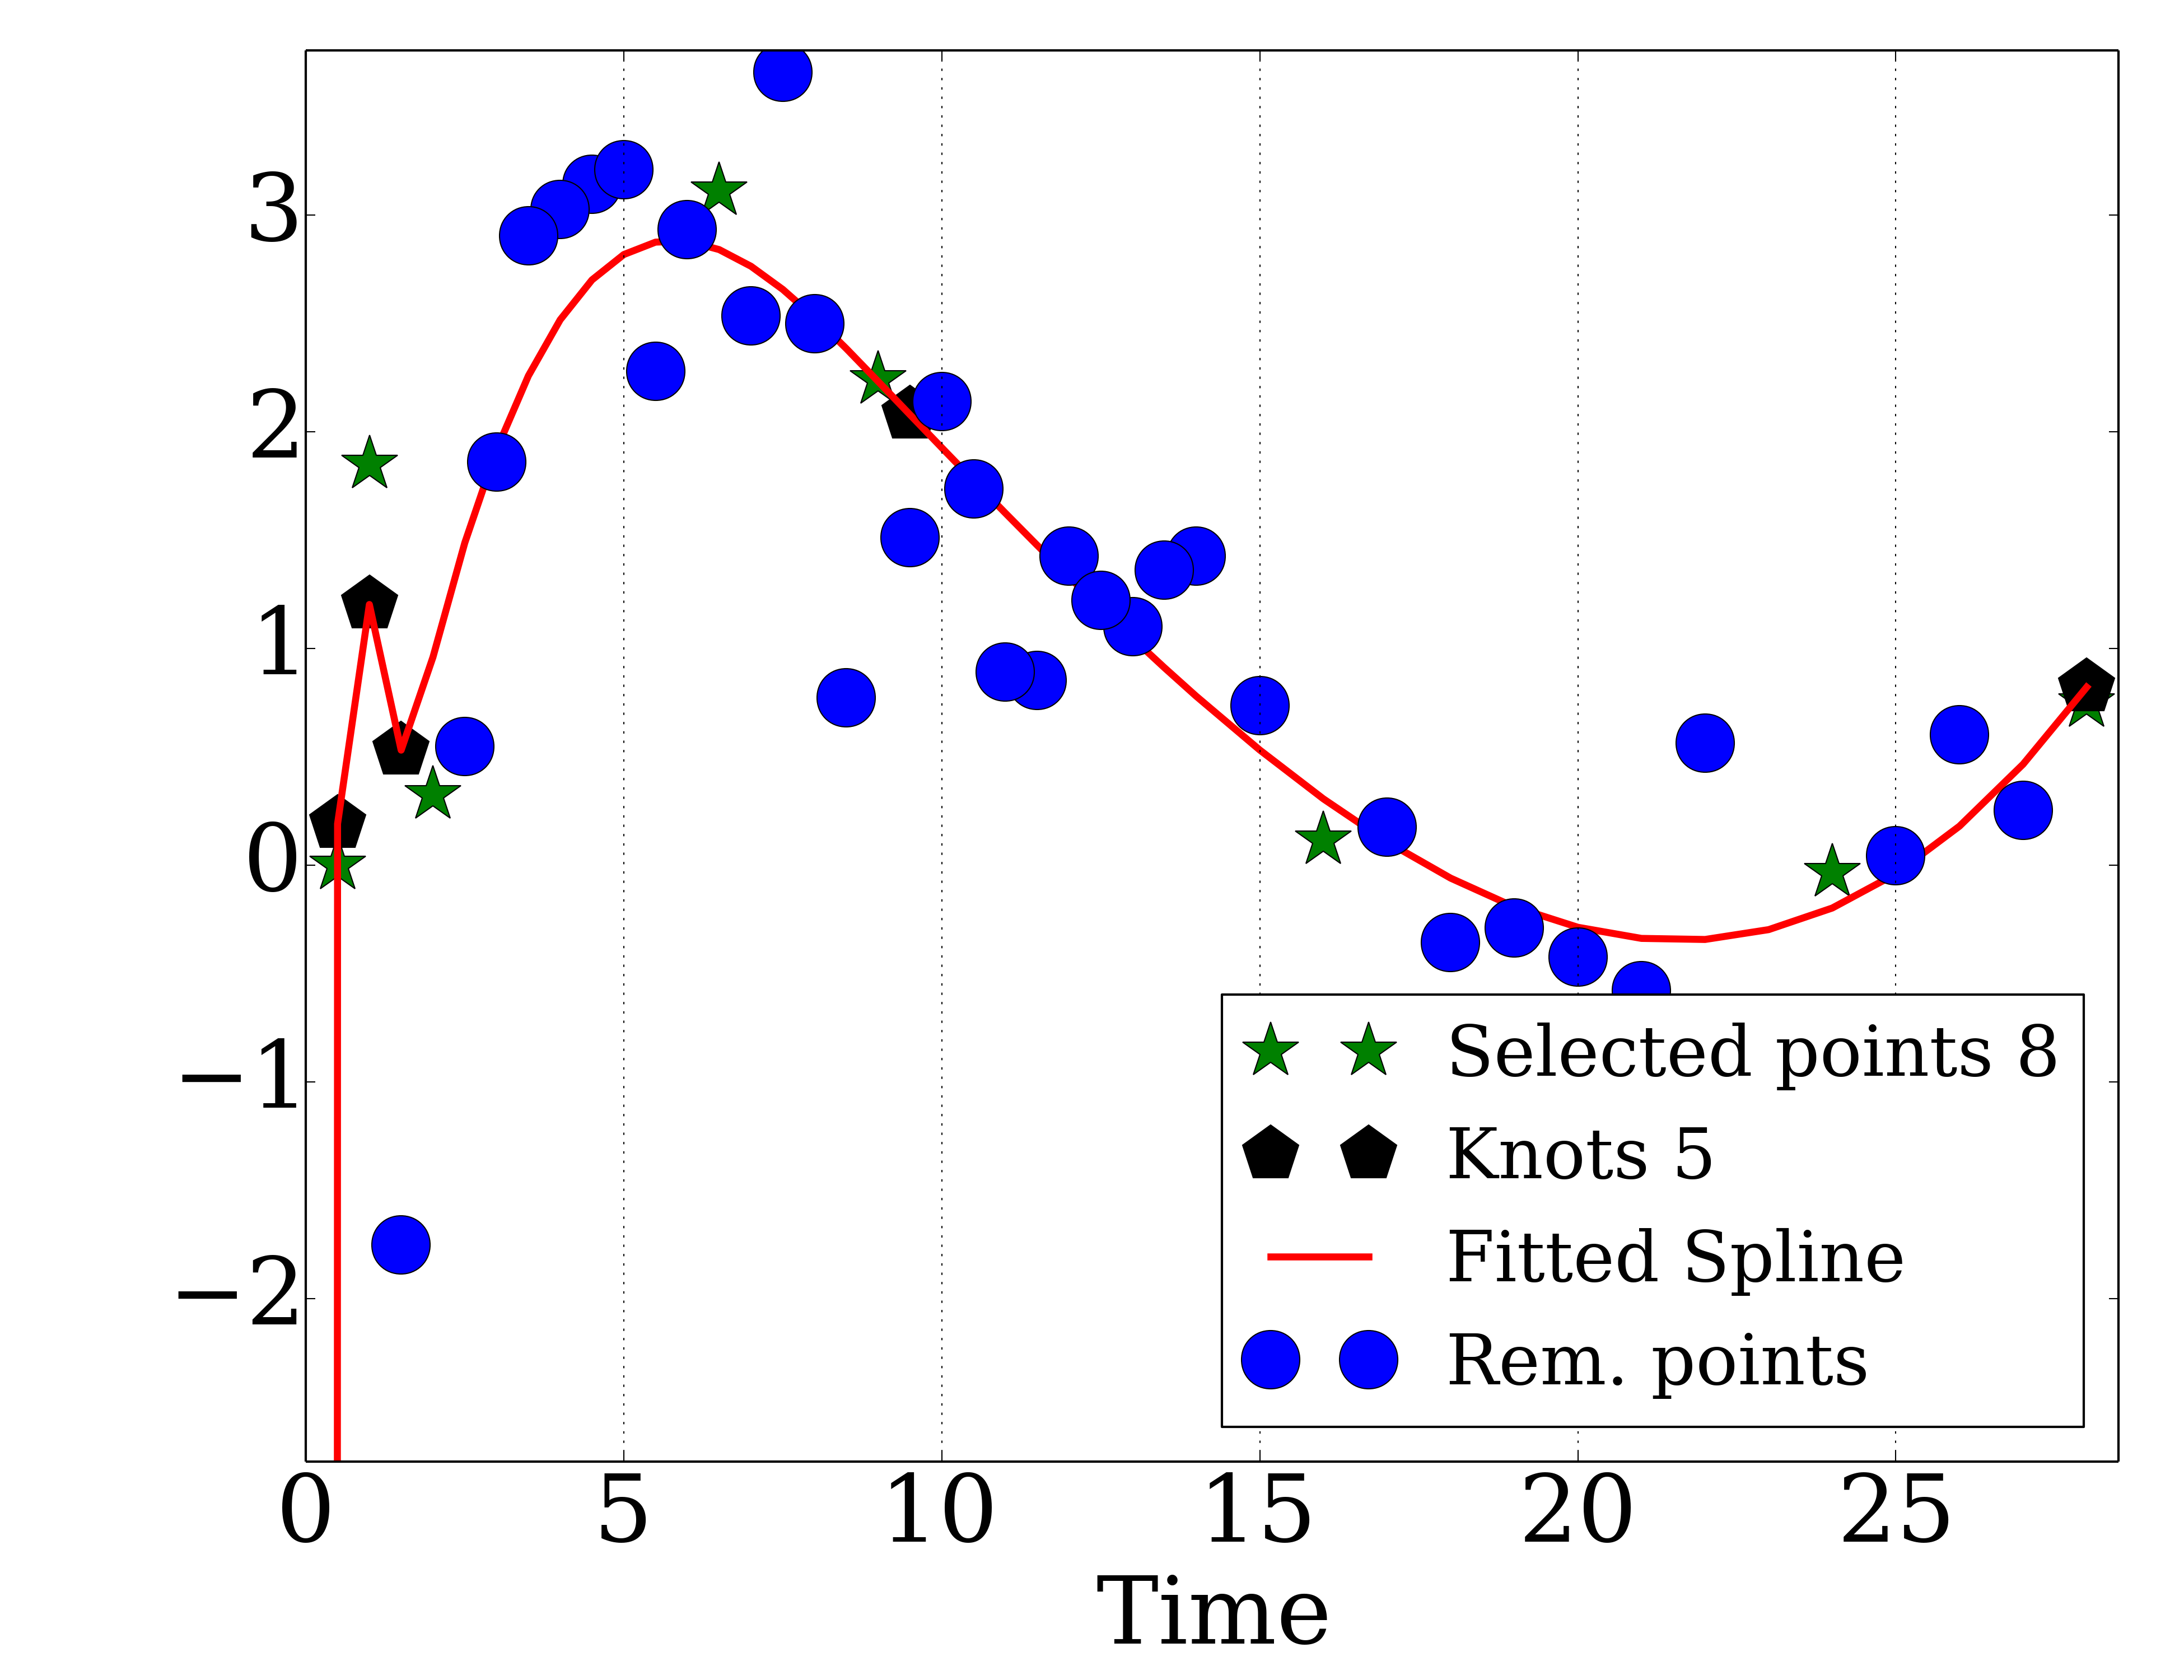 3
2
1
0
−1
−2
Selected points 8
Knots 5
Fitted Spline
Rem. points
0 5 10 15 20 25
Time